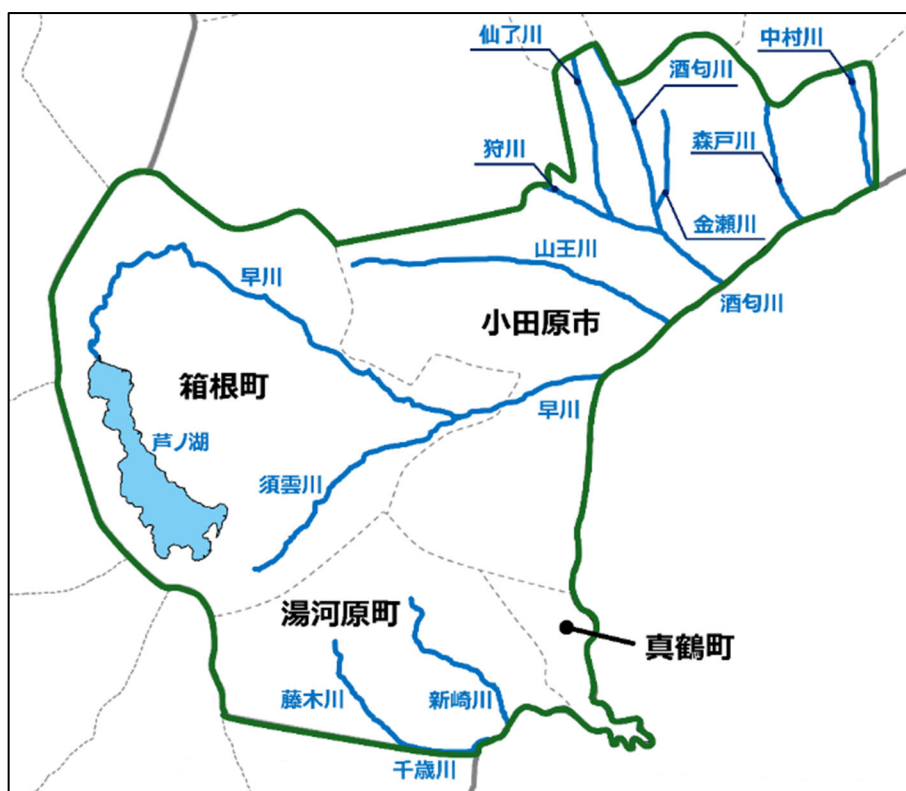 仙了川
酒匂川
中村川
狩川
森戸川
金瀬川
山王川
早川
酒匂川
小田原市
箱根町
早川
芦ノ湖
須雲川
湯河原町
真鶴町
藤木川
新崎川
千歳川